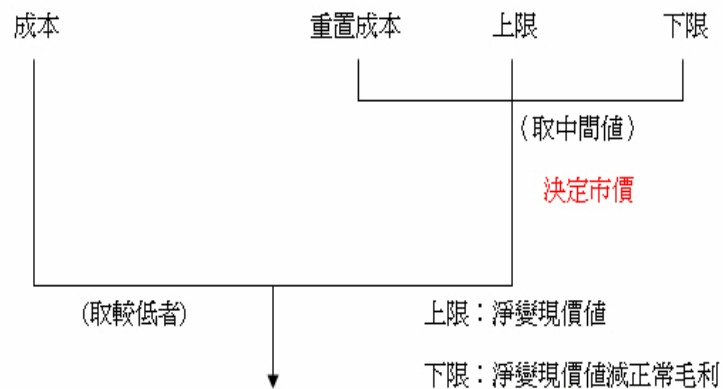 成本 重置成本 上限 下限
(取中間值)
決定市價
(取較低者) 上限：淨變現價值
下限：淨變現價值減正常毛利